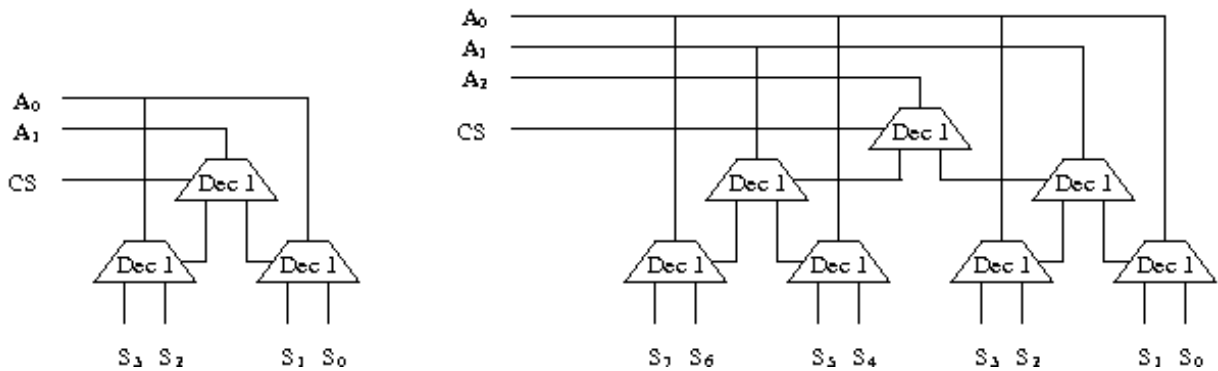 A₀
A₁
CS
Dec 1
Dec 1 Dec 1
S₃ S₂ S₁ S₀
A₀
A₁
A₂
CS
Dec 1
Dec 1 Dec 1
Dec 1 Dec 1 Dec 1 Dec 1
S₇ S₆ S₅ S₄ S₃ S₂ S₁ S₀